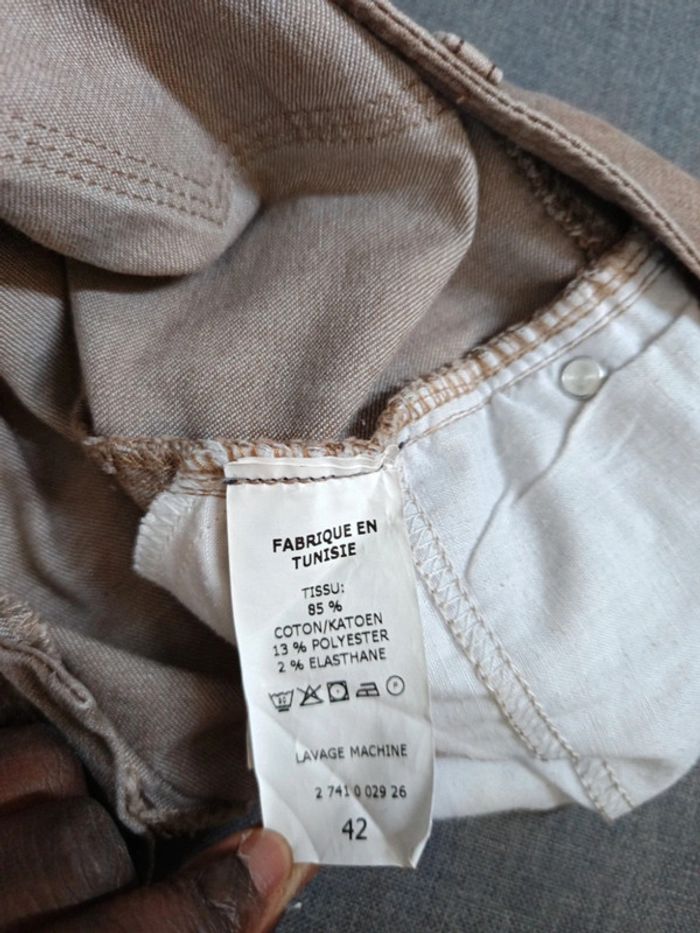 FABRIQUE EN
TUNISIE
TISSU:
85 %
COTON/KATOEN
13 % POLYESTER
2 % ELASTHANE
LAVAGE MACHINE
2 741 0 029 26
42